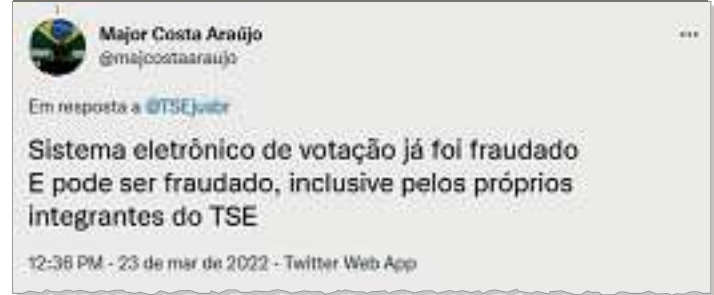 Major Costa Araújo
@majcostaaraujo
Em resposta a @TSEjusbr
Sistema eletrônico de votação já foi fraudado
E pode ser fraudado, inclusive pelos próprios
integrantes do TSE
12:36 PM - 23 de mar de 2022 - Twitter Web App